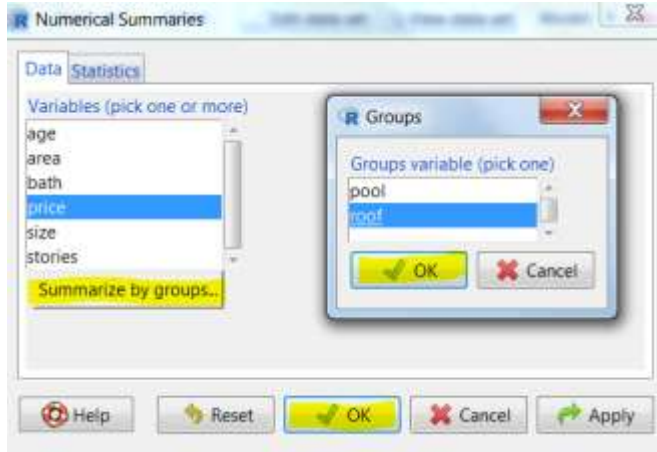 Numerical Summaries
Data Statistics
Variables (pick one or more)
age
area
bath
price
size
stories
Summarize by groups...
Groups
Groups variable (pick one)
pool
roof
OK Cancel
Help Reset OK Cancel Apply